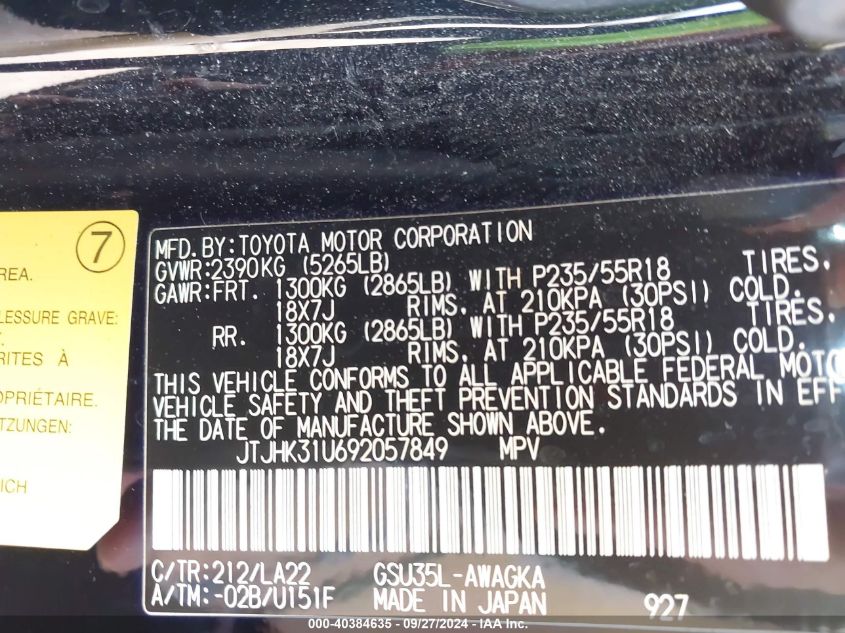 7
REA.
LESSURE GRAVE:
RITES À
OPRIÉTAIRE.
TZUNGEN:
ICH
MFD. BY: TOYOTA MOTOR CORPORATION
GVWR: 2390KG (5265LB)
GAWR: FRT. 1300KG (2865LB) WITH P235/55R18 TIRES.
18X7J RIMS. AT 210KPA (30PSI) COLD.
RR. 1300KG (2865LB) WITH P235/55R18 TIRES.
18X7J RIMS. AT 210KPA (30PSI) COLD.
THIS VEHICLE CONFORMS TO ALL APPLICABLE FEDERAL MOTO
VEHICLE SAFETY AND THEFT PREVENTION STANDARDS IN EFF
THE DATE OF MANUFACTURE SHOWN ABOVE.
JTJHK31U692057849 MPV
C/TR: 212/LA22 GSU35L-AWAGKA
A/TM: -02B/U151F MADE IN JAPAN 927
000-40384635 - 09/27/2024 - IAA Inc.